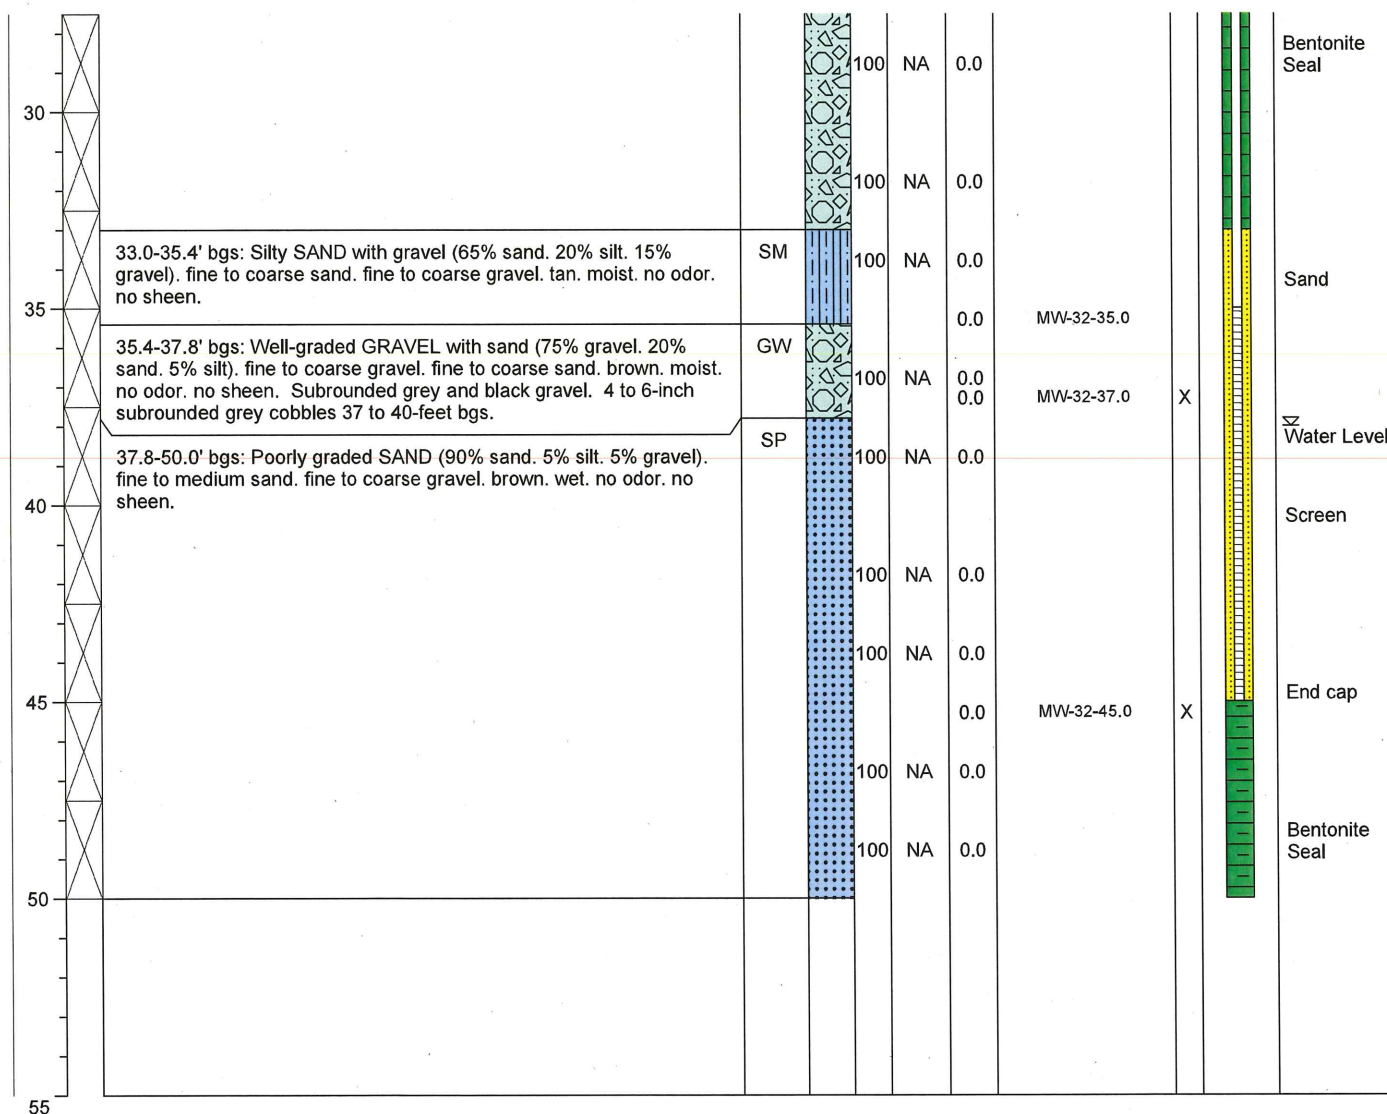 Bentonite
Seal
100 NA 0.0
30
100 NA 0.0
33.0-35.4' bgs: Silty SAND with gravel (65% sand. 20% silt. 15%
gravel). fine to coarse sand. fine to coarse gravel. tan. moist. no odor.
no sheen.
SM
100 NA 0.0
Sand
35
0.0 MW-32-35.0
35.4-37.8' bgs: Well-graded GRAVEL with sand (75% gravel. 20%
sand. 5% silt). fine to coarse gravel. fine to coarse sand. brown. moist.
no odor. no sheen. Subrounded grey and black gravel. 4 to 6-inch
subrounded grey cobbles 37 to 40-feet bgs.
GW
100 NA 0.0
0.0 MW-32-37.0 X
Water Level
SP
37.8-50.0' bgs: Poorly graded SAND (90% sand. 5% silt. 5% gravel).
fine to medium sand. fine to coarse gravel. brown. wet. no odor. no
sheen.
100 NA 0.0
40
Screen
100 NA 0.0
100 NA 0.0
End cap
45
0.0 MW-32-45.0 X
100 NA 0.0
Bentonite
Seal
100 NA 0.0
50
55